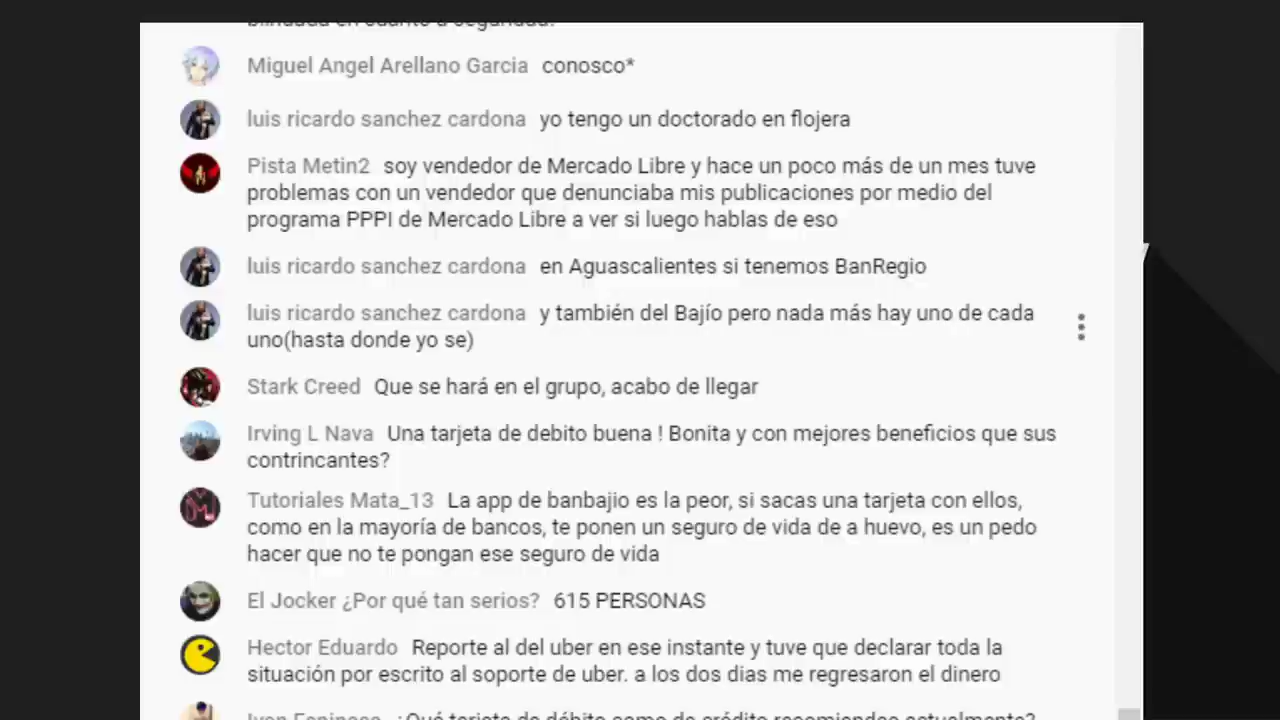 blindada en cuanto a seguridad.
Miguel Angel Arellano Garcia conosco*
luis ricardo sanchez cardona yo tengo un doctorado en flojera
Pista Metin2 soy vendedor de Mercado Libre y hace un poco más de un mes tuve
problemas con un vendedor que denunciaba mis publicaciones por medio del
programa PPPI de Mercado Libre a ver si luego hablas de eso
luis ricardo sanchez cardona en Aguascalientes si tenemos BanRegio
luis ricardo sanchez cardona y también del Bajío pero nada más hay uno de cada
uno(hasta donde yo se)
Stark Creed Que se hará en el grupo, acabo de llegar
Irving L Nava Una tarjeta de debito buena ! Bonita y con mejores beneficios que sus
contrincantes?
Tutoriales Mata_13 La app de banbajio es la peor, si sacas una tarjeta con ellos,
como en la mayoría de bancos, te ponen un seguro de vida de a huevo, es un pedo
hacer que no te pongan ese seguro de vida
El Jocker ¿Por qué tan serios? 615 PERSONAS
Hector Eduardo Reporte al del uber en ese instante y tuve que declarar toda la
situación por escrito al soporte de uber. a los dos dias me regresaron el dinero
Ivan Espinosa ¿Qué tarjeta de débito como de crédito recomiendas actualmente?